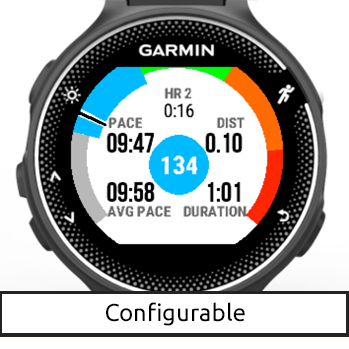 GARMIN
HR 2
0:16
PACE DIST
09:47 0.10
134
09:58 1:01
AVG PACE DURATION
Configurable